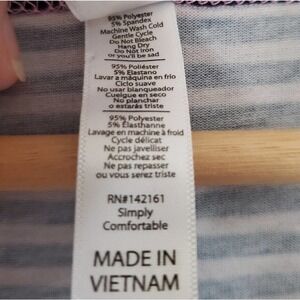 95% Polyester
5% Spandex
Machine Wash Cold
Gentle Cycle
Do Not Bleach
Hang Dry
Do Not Iron
or you'll be sad
95% Poliéster
5% Elastano
Lavar a máquina en frio
Ciclo suave
No usar blanqueador
Cuelgue en seco
No planchar
o estarás triste
95% Polyester
5% Élasthanne
Lavage en machine à froid
Cycle délicat
Ne pas javelliser
Accrochez sec
Ne pas repasser
ou vous serez triste
RN#142161
Simply
Comfortable
MADE IN
VIETNAM